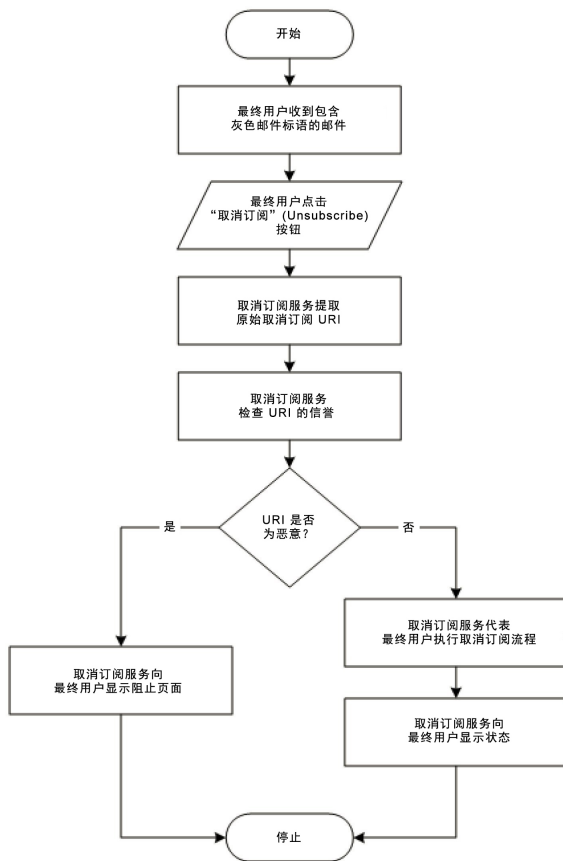 开始
最终用户收到包含
灰色邮件标语的邮件
最终用户点击
“取消订阅” (Unsubscribe)
按钮
取消订阅服务提取
原始取消订阅 URI
取消订阅服务
检查 URI 的信誉
URI 是否
为恶意？
是
否
取消订阅服务代表
最终用户执行取消订阅流程
取消订阅服务向
最终用户显示阻止页面
取消订阅服务向
最终用户显示状态
停止